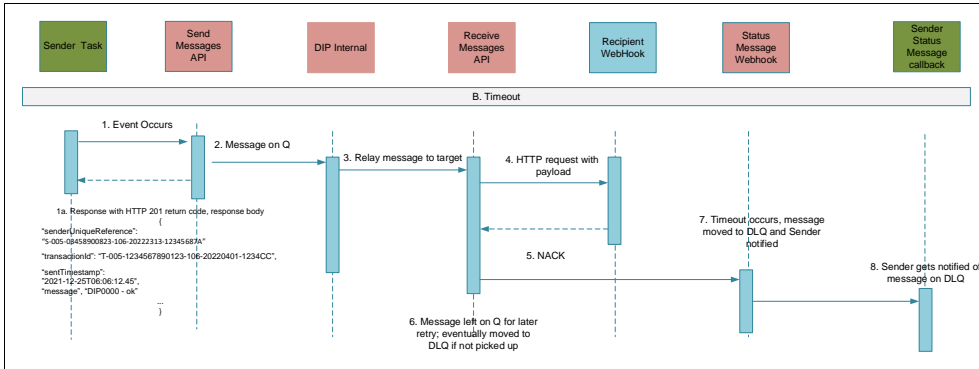 Sender Task
Send
Messages
API
DIP Internal
Receive
Messages
API
Recipient
WebHook
Status
Message
Webhook
Sender
Status
Message
callback
B. Timeout
1. Event Occurs
2. Message on Q
3. Relay message to target
4. HTTP request with
payload
1a. Response with HTTP 201 return code, response body
{
"senderUniqueReference":
"S-005-08458900823-106-20222313-12345687A"
"transactionId": "T-005-1234567890123-106-20220401-1234CC",
"sentTimestamp":
"2021-12-25T06:06:12.45",
"message", "DIP0000 - ok"
...
}
5. NACK
6. Message left on Q for later
retry; eventually moved to
DLQ if not picked up
7. Timeout occurs, message
moved to DLQ and Sender
notified
8. Sender gets notified of
message on DLQ